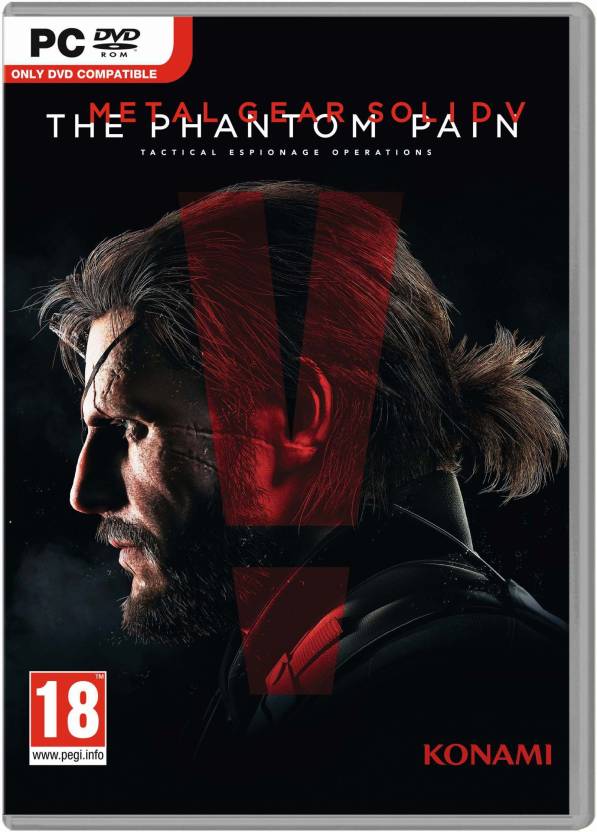 PC DVD
ROM
ONLY DVD COMPATIBLE
METAL GEAR SOLID V
THE PHANTOM PAIN
TACTICAL ESPIONAGE OPERATIONS
18
TM
www.pegi.info
KONAMI